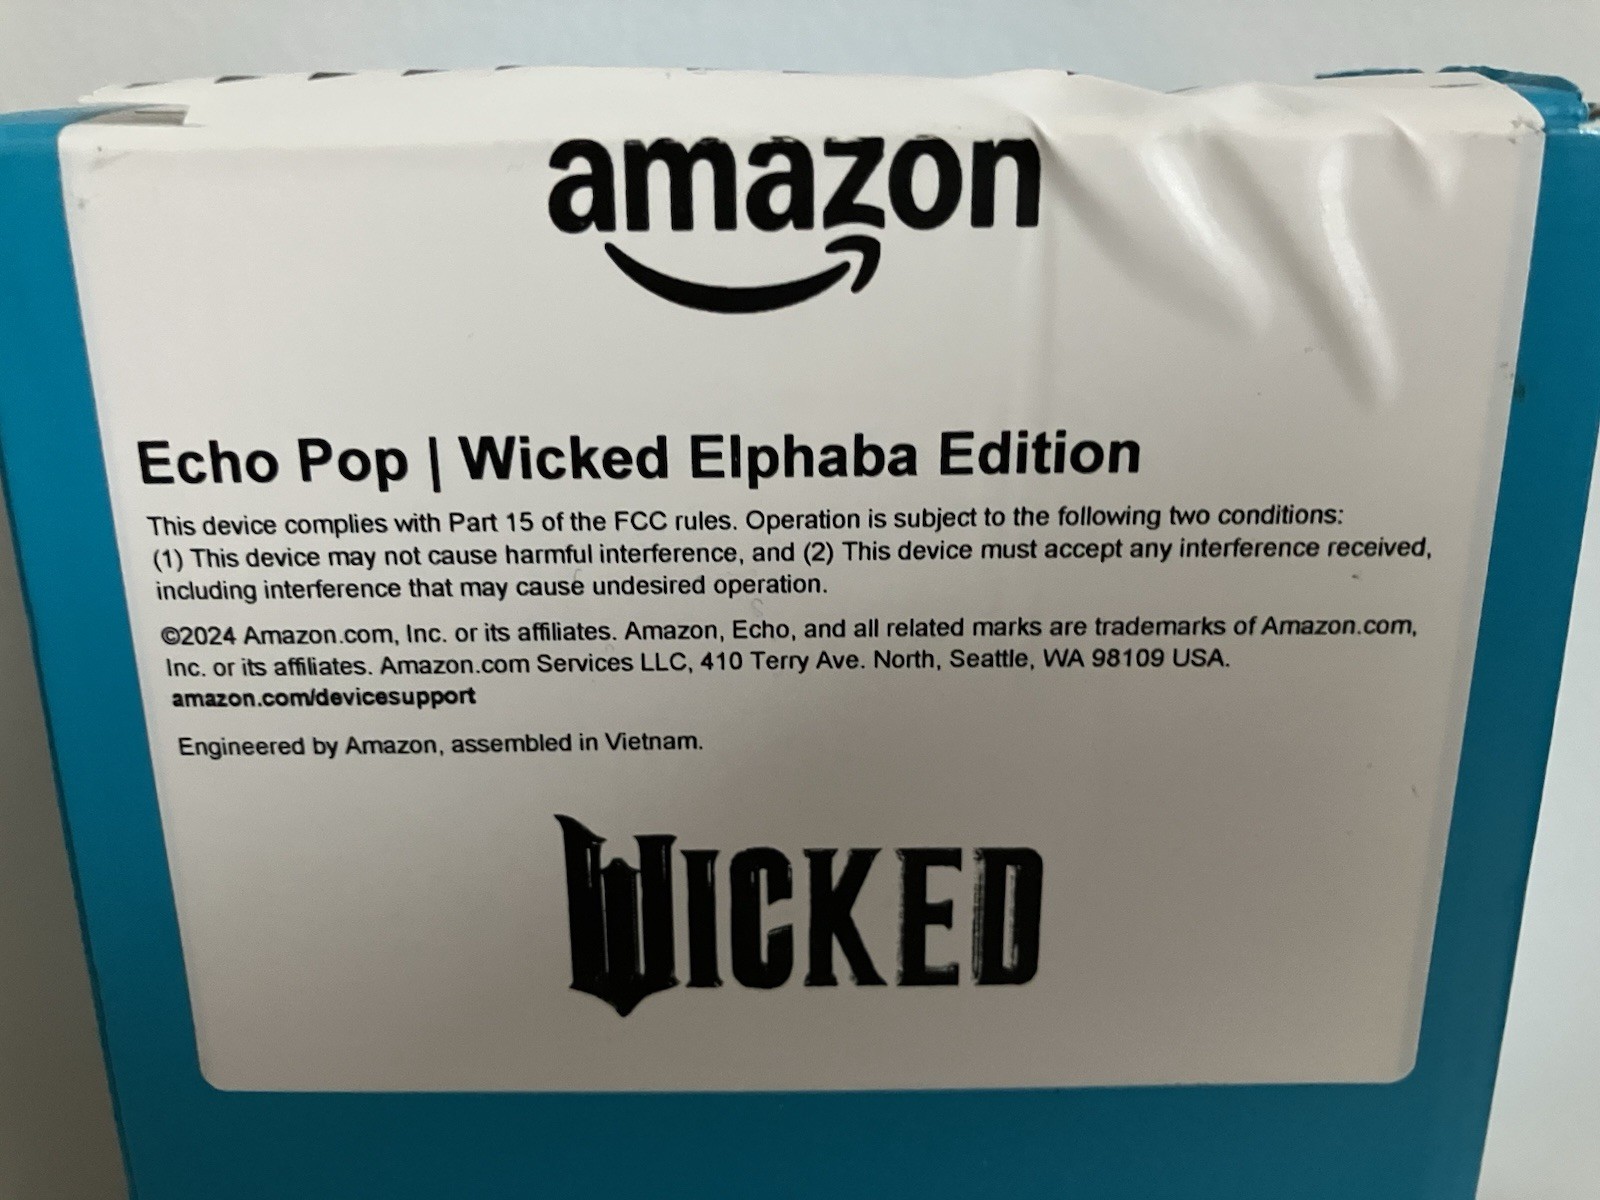 amazon
Echo Pop | Wicked Elphaba Edition
This device complies with Part 15 of the FCC rules. Operation is subject to the following two conditions:
(1) This device may not cause harmful interference, and (2) This device must accept any interference received,
including interference that may cause undesired operation.
©2024 Amazon.com, Inc. or its affiliates. Amazon, Echo, and all related marks are trademarks of Amazon.com,
Inc. or its affiliates. Amazon.com Services LLC, 410 Terry Ave. North, Seattle, WA 98109 USA.
amazon.com/devicesupport
Engineered by Amazon, assembled in Vietnam.
WICKED